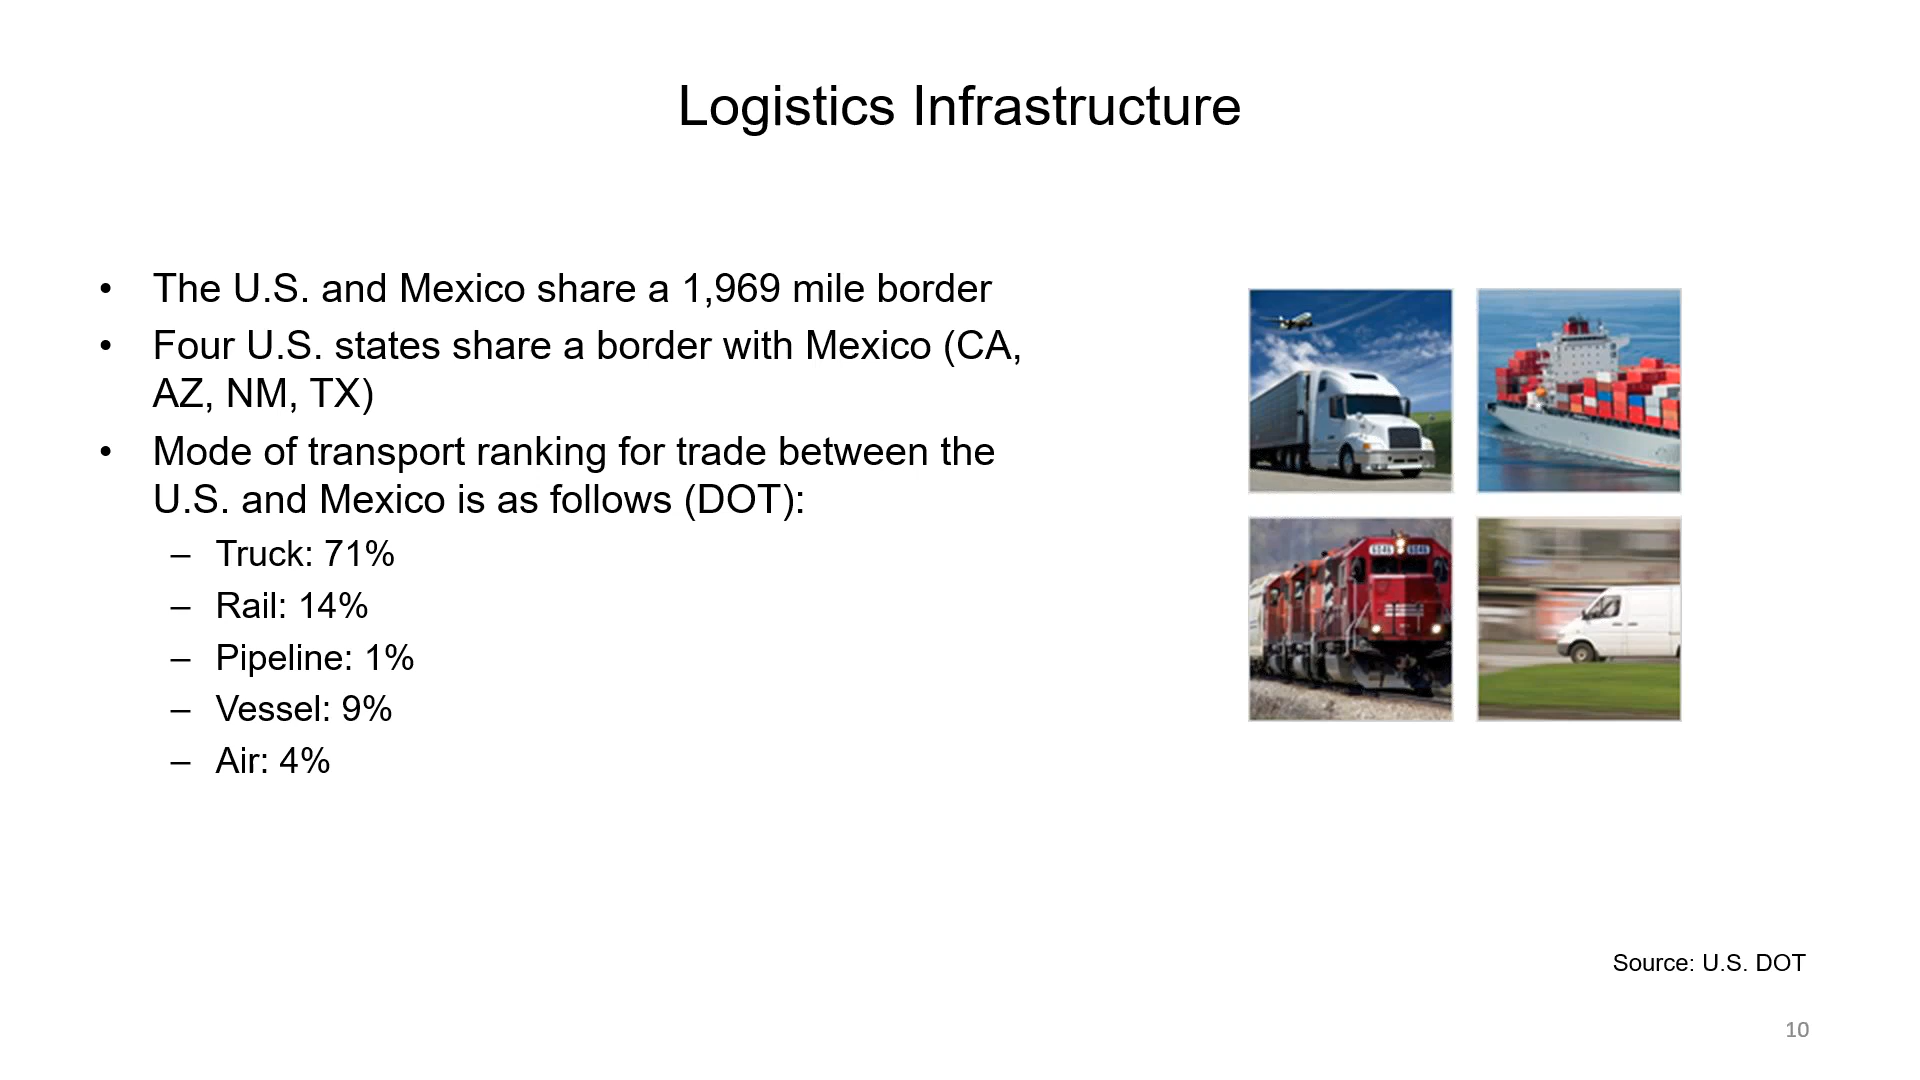 Logistics Infrastructure
• The U.S. and Mexico share a 1,969 mile border
• Four U.S. states share a border with Mexico (CA,
AZ, NM, TX)
• Mode of transport ranking for trade between the
U.S. and Mexico is as follows (DOT):
– Truck: 71%
– Rail: 14%
– Pipeline: 1%
– Vessel: 9%
– Air: 4%
6046 6046
Source: U.S. DOT
10